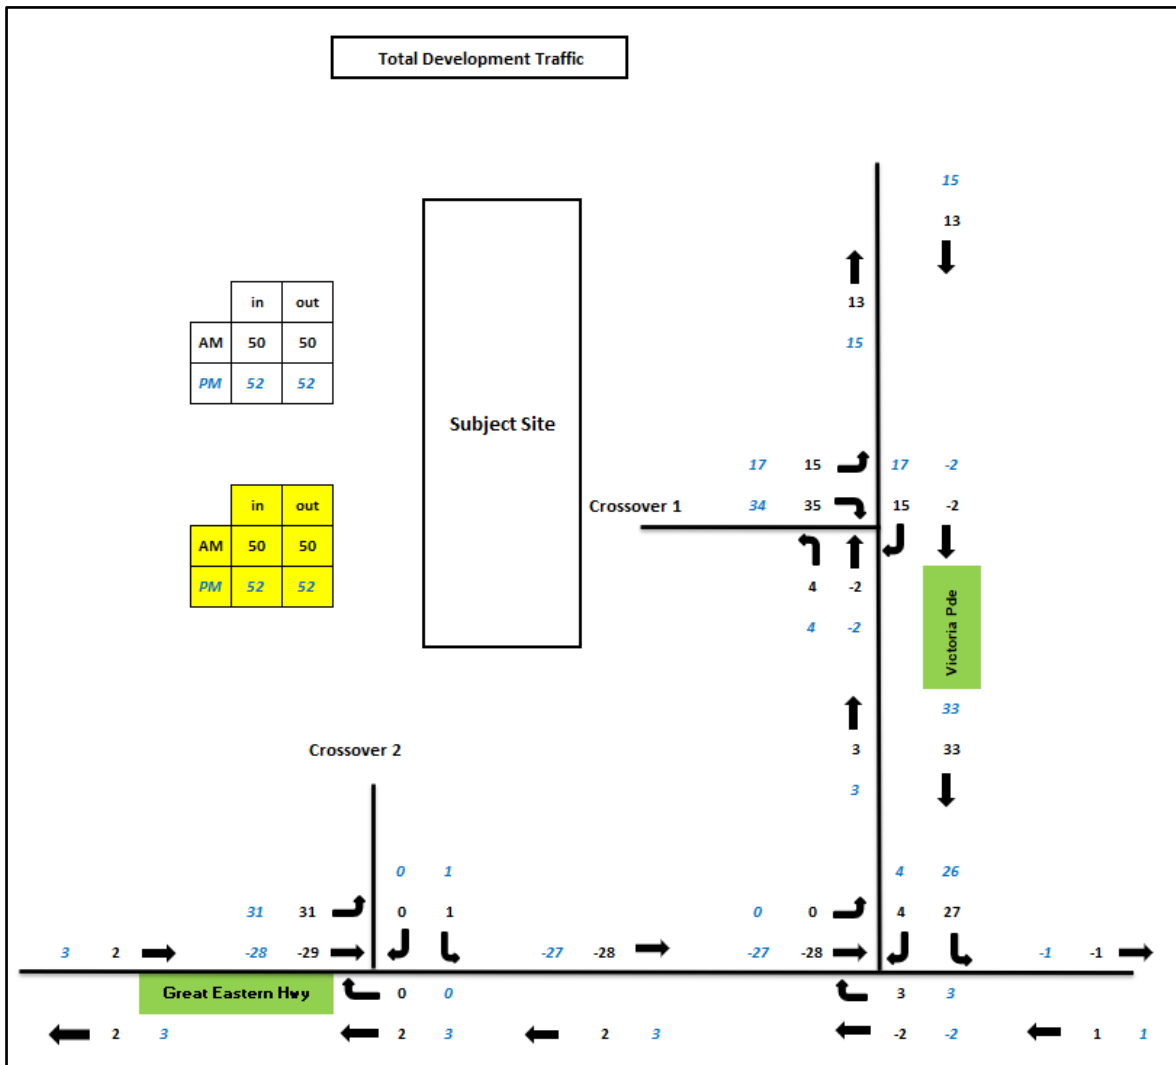 Total Development Traffic
15
13
in out
AM 50 50
PM 52 52
13
15
Subject Site
in out
AM 50 50
PM 52 52
17 15 17 -2
Crossover 1 34 35 15 -2
4 -2
4 -2
Victoria Pde
33
Crossover 2 3 33
3
0 1 4 26
31 31 0 1 0 0 4 27
3 2 -28 -29 -27 -28 -27 -28 -1 -1
Great Eastern Hwy 0 0 3 3
2 3 2 3 2 3 -2 -2 1 1